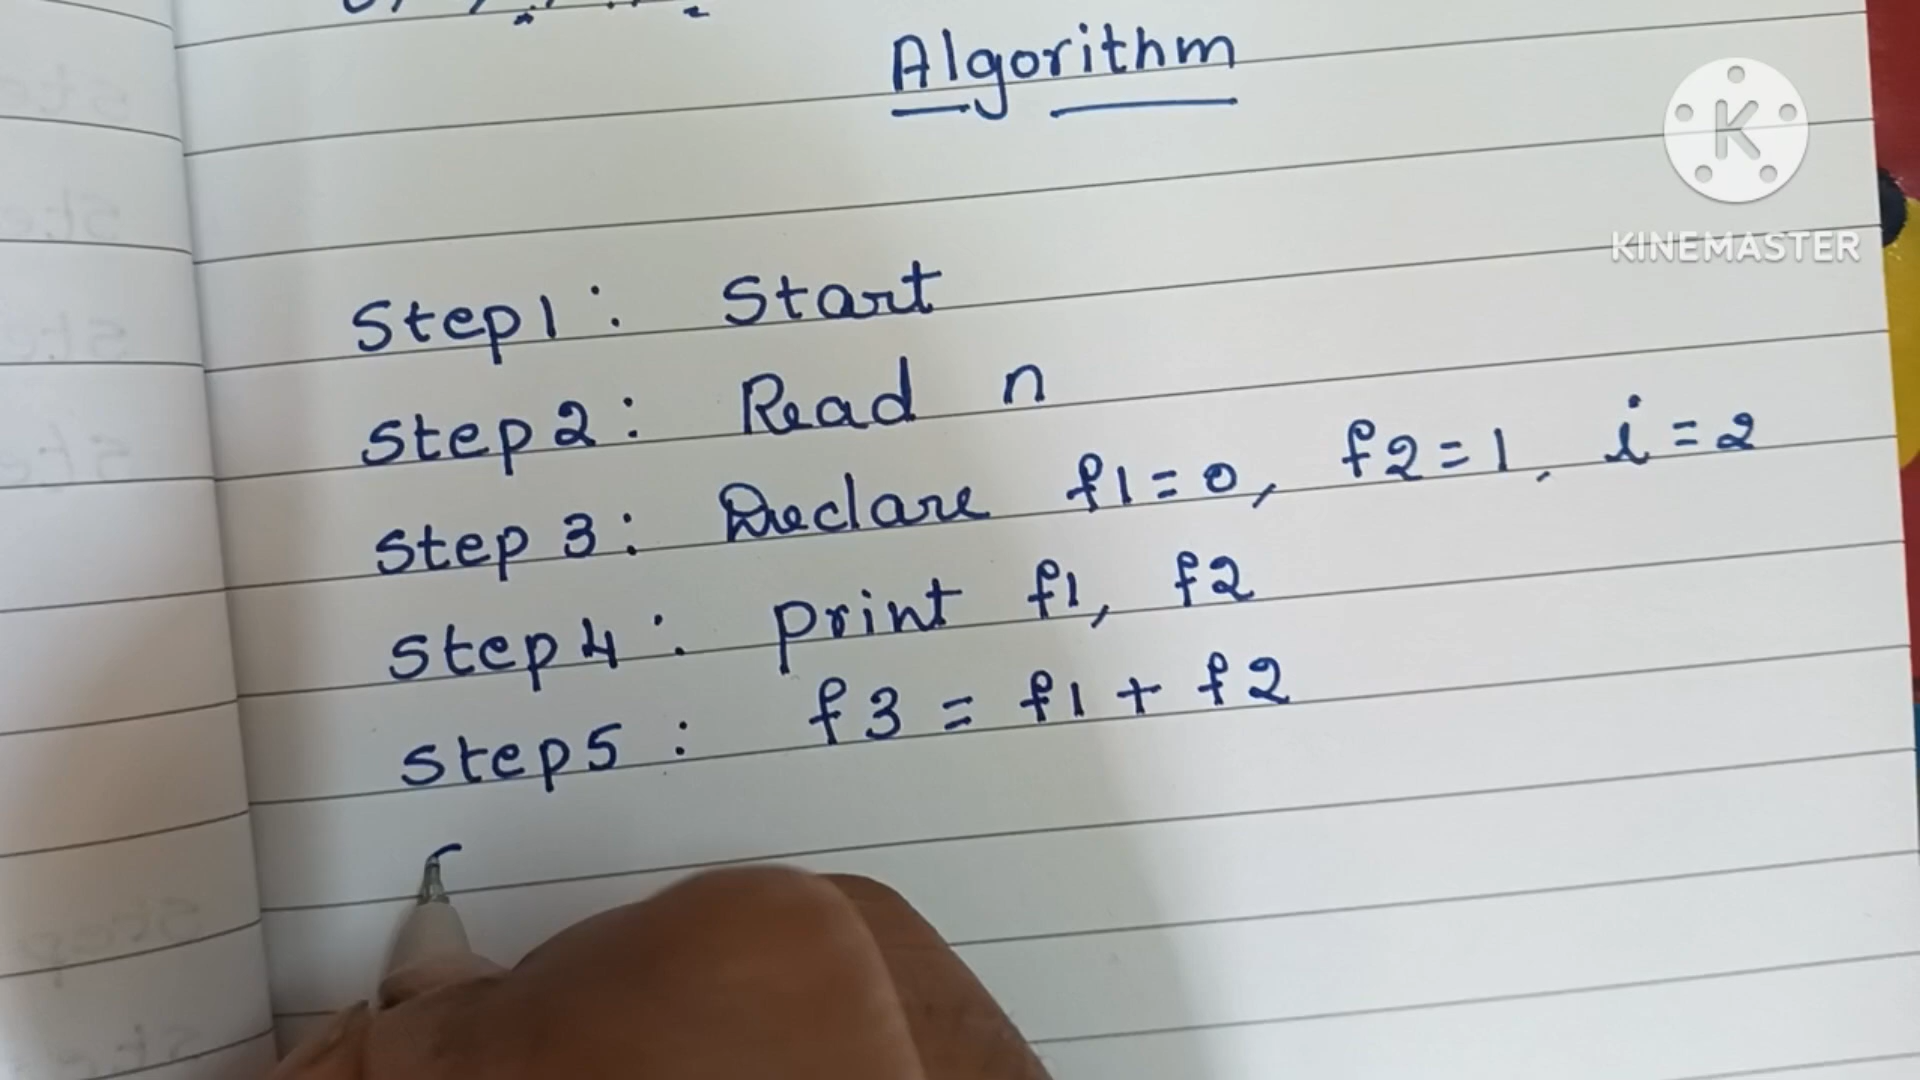 Algorithm
K
KINEMASTER
Step1: Start
Step2: Read n
Step 3: Declare f1=0, f2=1, i=2
Step4: print f1, f2
Step5: f3 = f1 + f2